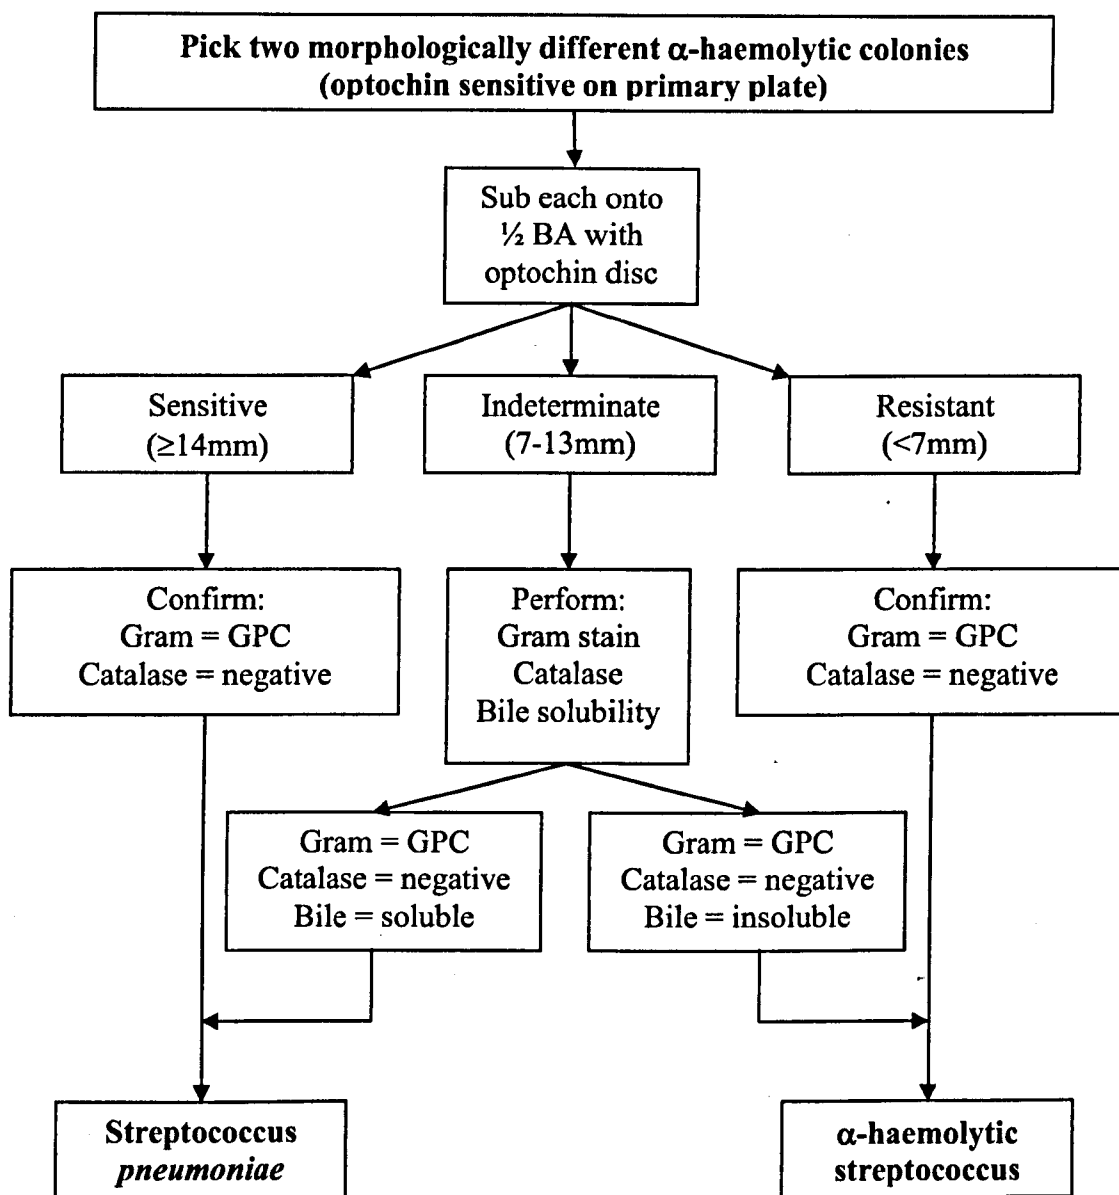 Pick two morphologically different α-haemolytic colonies
(optochin sensitive on primary plate)
Sub each onto
½ BA with
optochin disc
Sensitive
(≥14mm)
Indeterminate
(7-13mm)
Resistant
(<7mm)
Confirm:
Gram = GPC
Catalase = negative
Perform:
Gram stain
Catalase
Bile solubility
Confirm:
Gram = GPC
Catalase = negative
Gram = GPC
Catalase = negative
Bile = soluble
Gram = GPC
Catalase = negative
Bile = insoluble
Streptococcus
pneumoniae
α-haemolytic
streptococcus